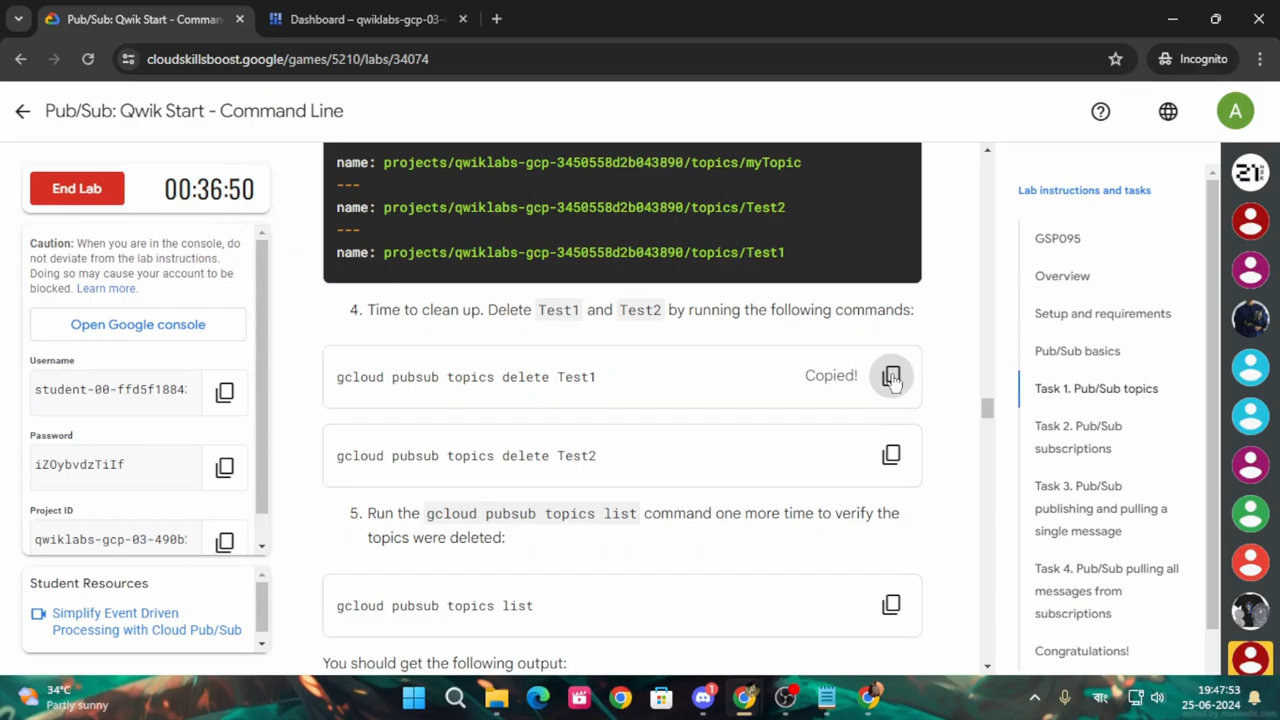 Pub/Sub: Qwik Start - Comman
Dashboard – qwiklabs-gcp-03-
cloudskillsboost.google/games/5210/labs/34074
Incognito
Pub/Sub: Qwik Start - Command Line
A
End Lab
00:36:50
Caution: When you are in the console, do
not deviate from the lab instructions.
Doing so may cause your account to be
blocked. Learn more.
Open Google console
Username
student-00-ffd5f1884
Password
iZOybvdzTiIf
Project ID
qwiklabs-gcp-03-490b
Student Resources
Simplify Event Driven
Processing with Cloud Pub/Sub
name: projects/qwiklabs-gcp-3450558d2b043890/topics/myTopic
---
name: projects/qwiklabs-gcp-3450558d2b043890/topics/Test2
---
name: projects/qwiklabs-gcp-3450558d2b043890/topics/Test1
4. Time to clean up. Delete Test1 and Test2 by running the following commands:
gcloud pubsub topics delete Test1
Copied!
gcloud pubsub topics delete Test2
5. Run the gcloud pubsub topics list command one more time to verify the
topics were deleted:
gcloud pubsub topics list
You should get the following output:
Lab instructions and tasks
GSP095
Overview
Setup and requirements
Pub/Sub basics
Task 1. Pub/Sub topics
Task 2. Pub/Sub
subscriptions
Task 3. Pub/Sub
publishing and pulling a
single message
Task 4. Pub/Sub pulling all
messages from
subscriptions
Congratulations!
34°C
Partly sunny
বাং
19:47:53
25-06-2024